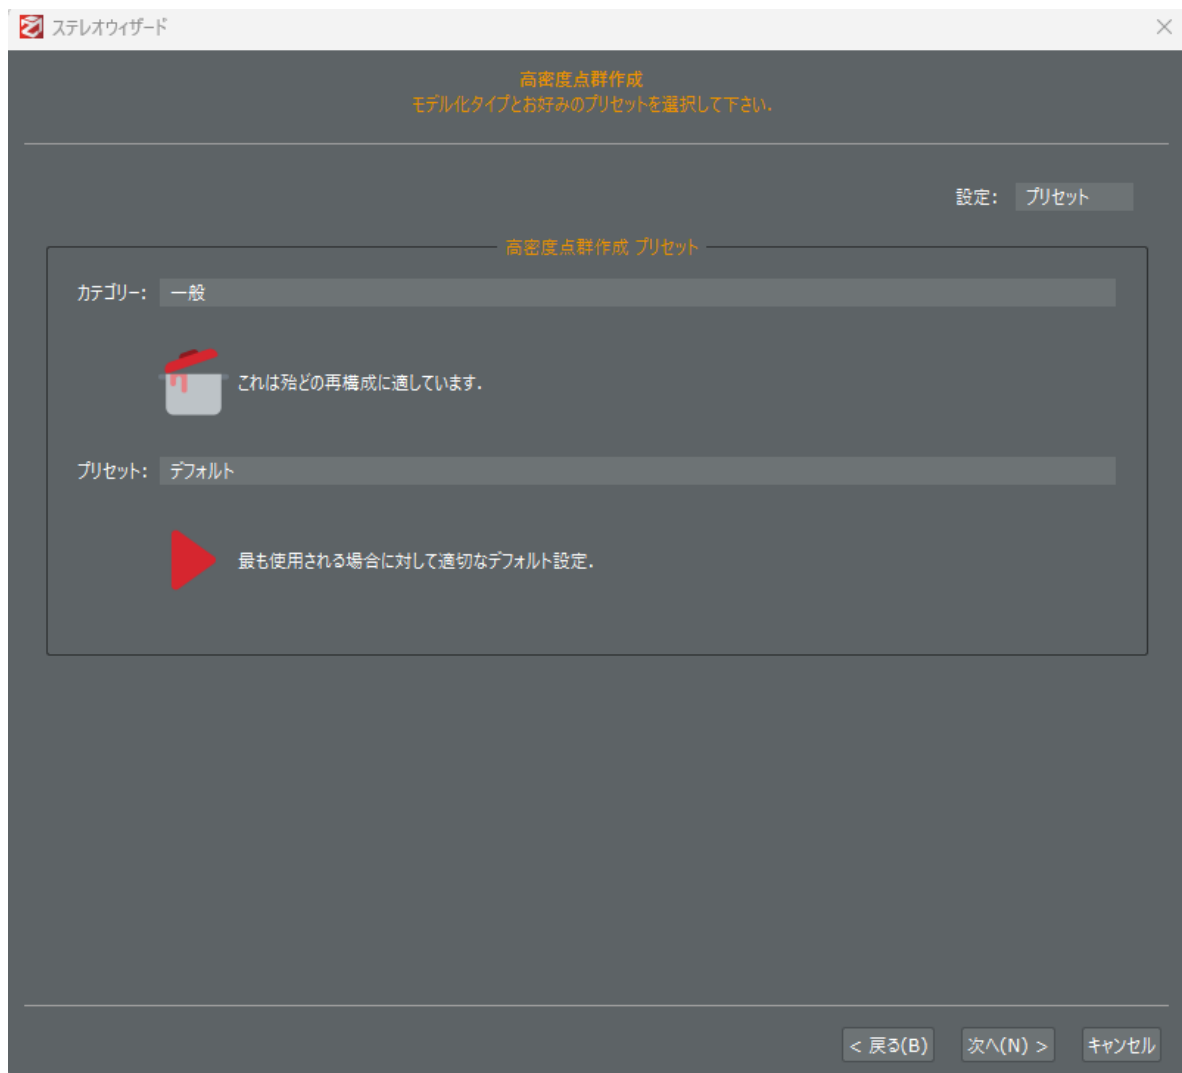 ステレオウィザード
高密度点群作成
モデル化タイプとお好みのプリセットを選択して下さい.
設定: プリセット
高密度点群作成 プリセット
カテゴリー: 一般
これは殆どの再構成に適しています.
プリセット: デフォルト
最も使用される場合に対して適切なデフォルト設定.
< 戻る(B) 次へ(N) > キャンセル